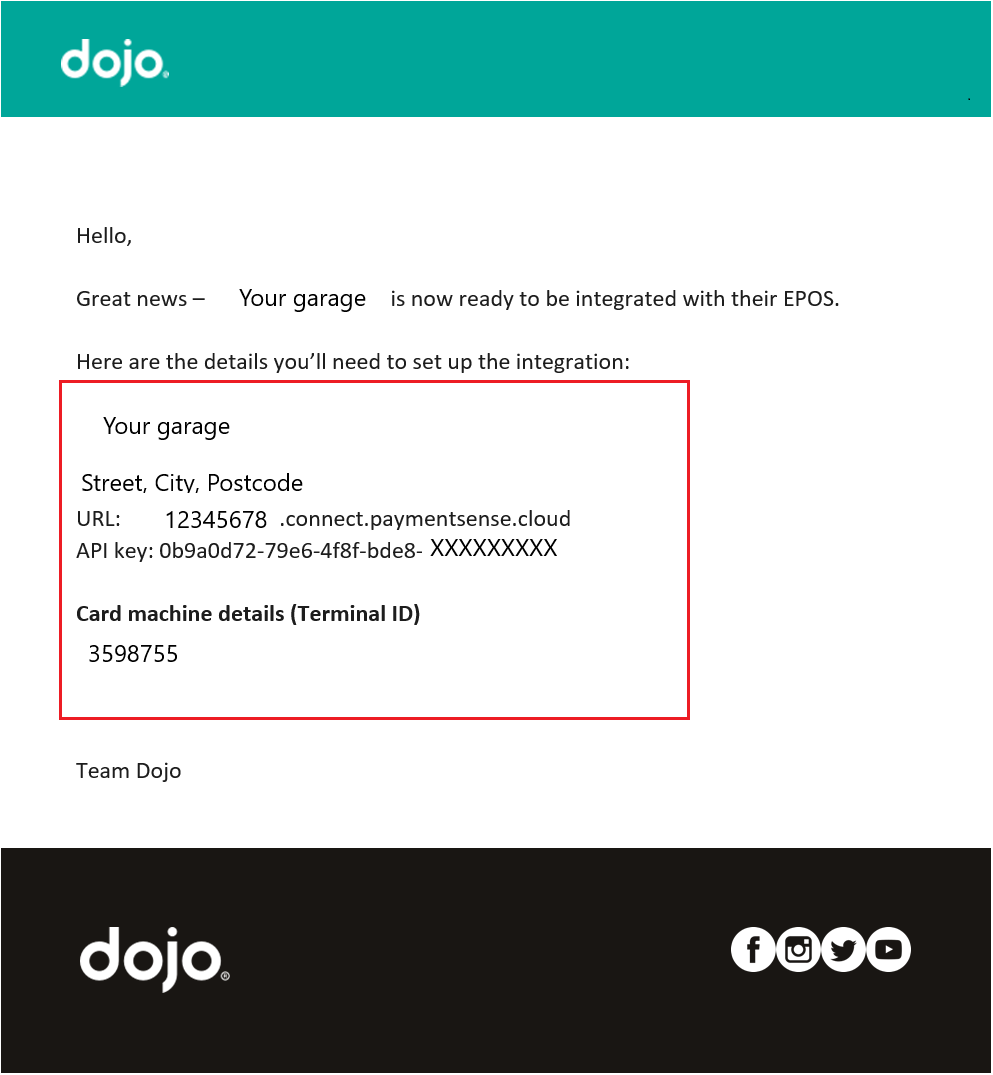 dojo®
Hello,
Great news – Your garage is now ready to be integrated with their EPOS.
Here are the details you’ll need to set up the integration:
Your garage
Street, City, Postcode
URL: 12345678 .connect.paymentsense.cloud
API key: 0b9a0d72-79e6-4f8f-bde8- XXXXXXXXX
Card machine details (Terminal ID)
3598755
Team Dojo
dojo®